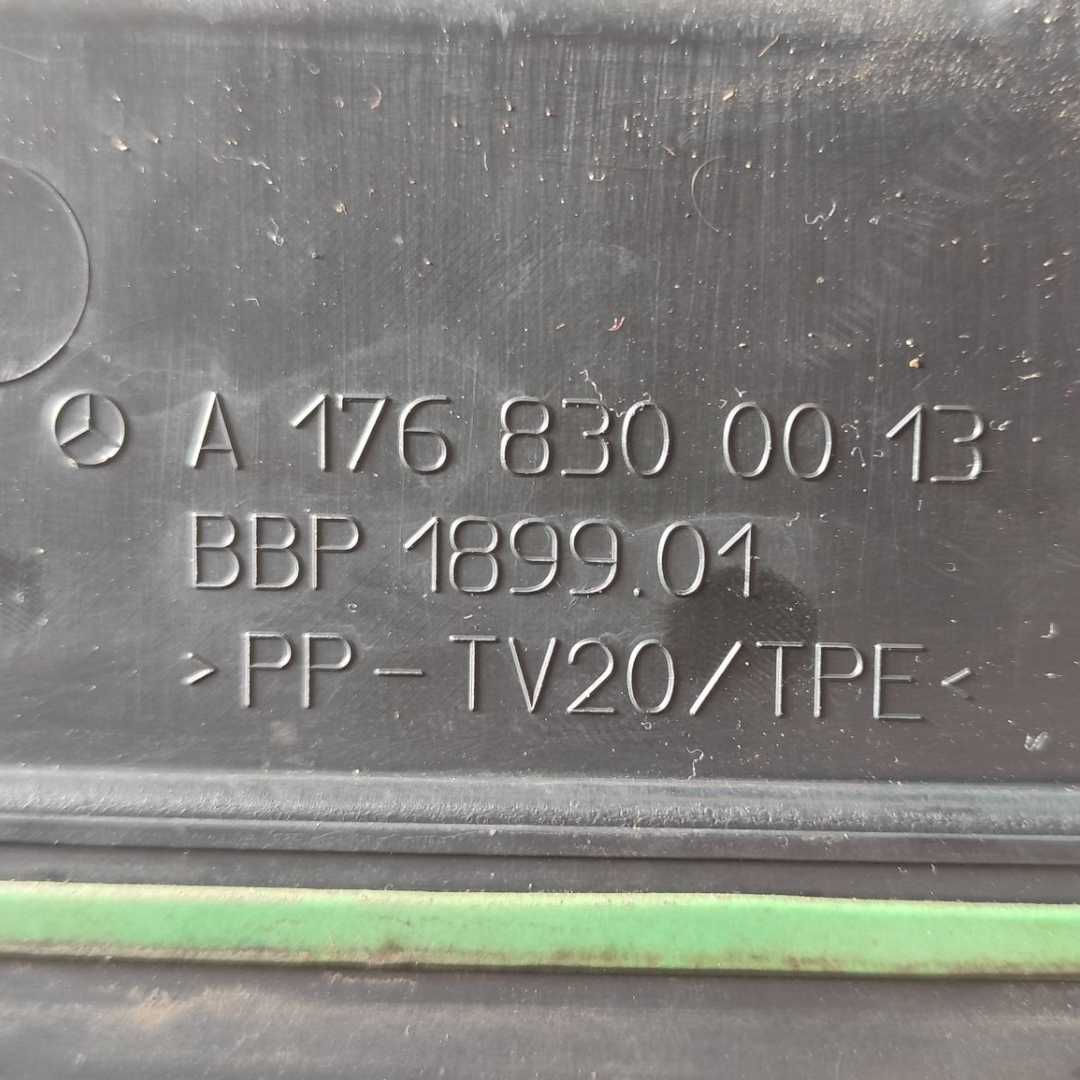 A 176 830 00 13
BBP 1899.01
>PP-TV20/TPE<